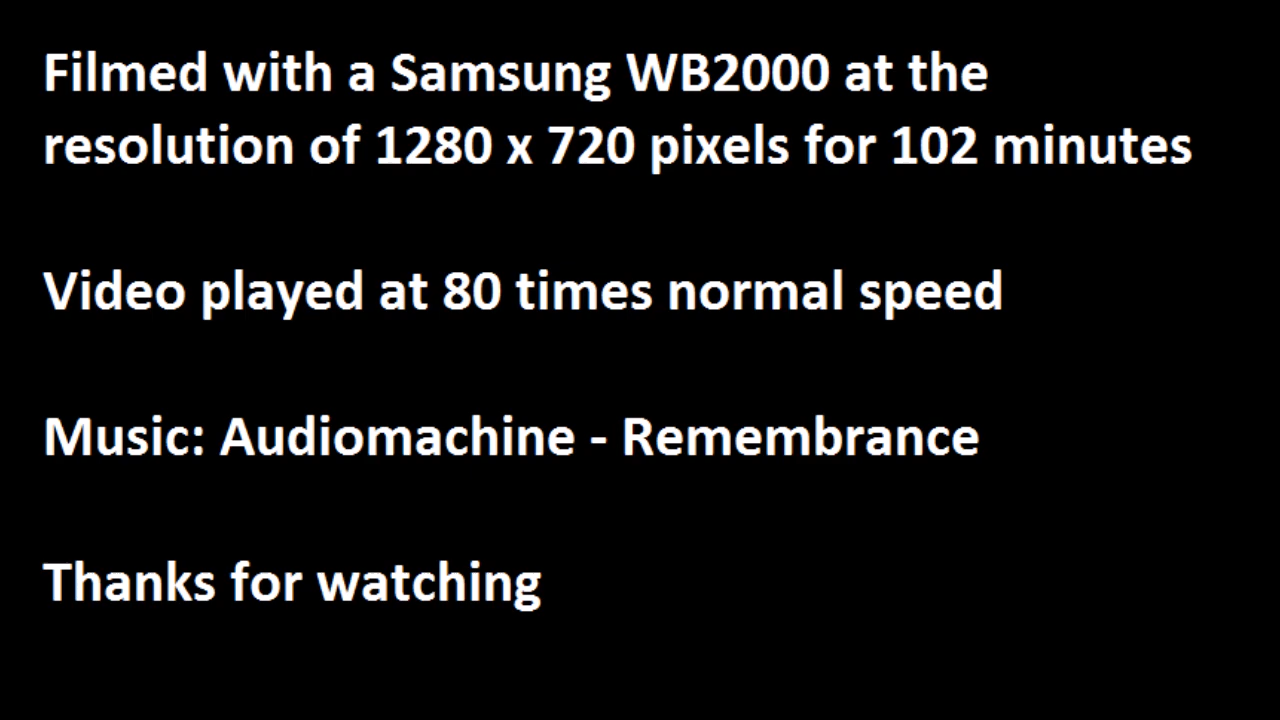 Filmed with a Samsung WB2000 at the
resolution of 1280 x 720 pixels for 102 minutes
Video played at 80 times normal speed
Music: Audiomachine - Remembrance
Thanks for watching